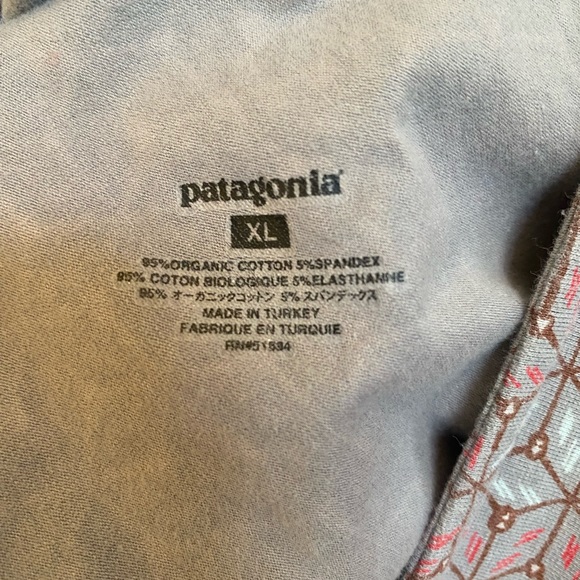 patagonia
XL
95%ORGANIC COTTON 5%SPANDEX
95% COTON BIOLOGIQUE 5%ELASTHANNE
95% オーガニックコットン 5% スパンデックス
MADE IN TURKEY
FABRIQUE EN TURQUIE
RN#51884